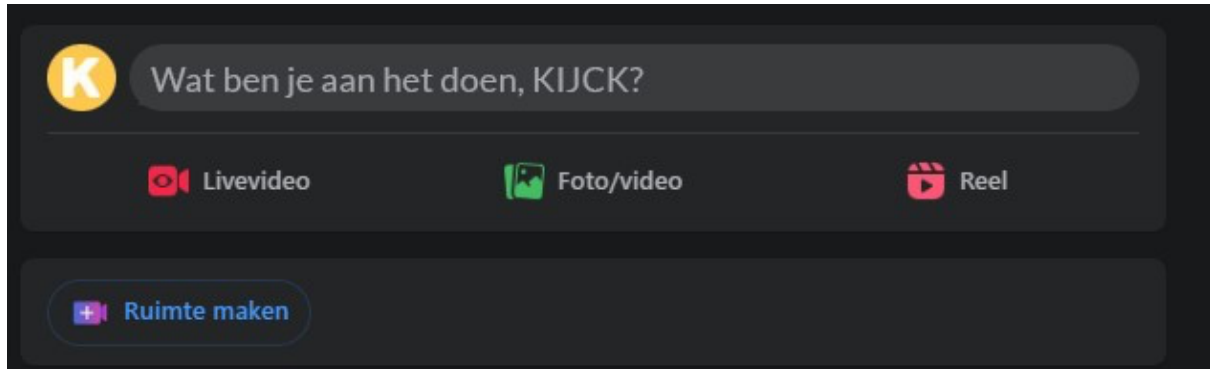 K
Wat ben je aan het doen, KIJCK?
Livevideo
Foto/video
Reel
Ruimte maken